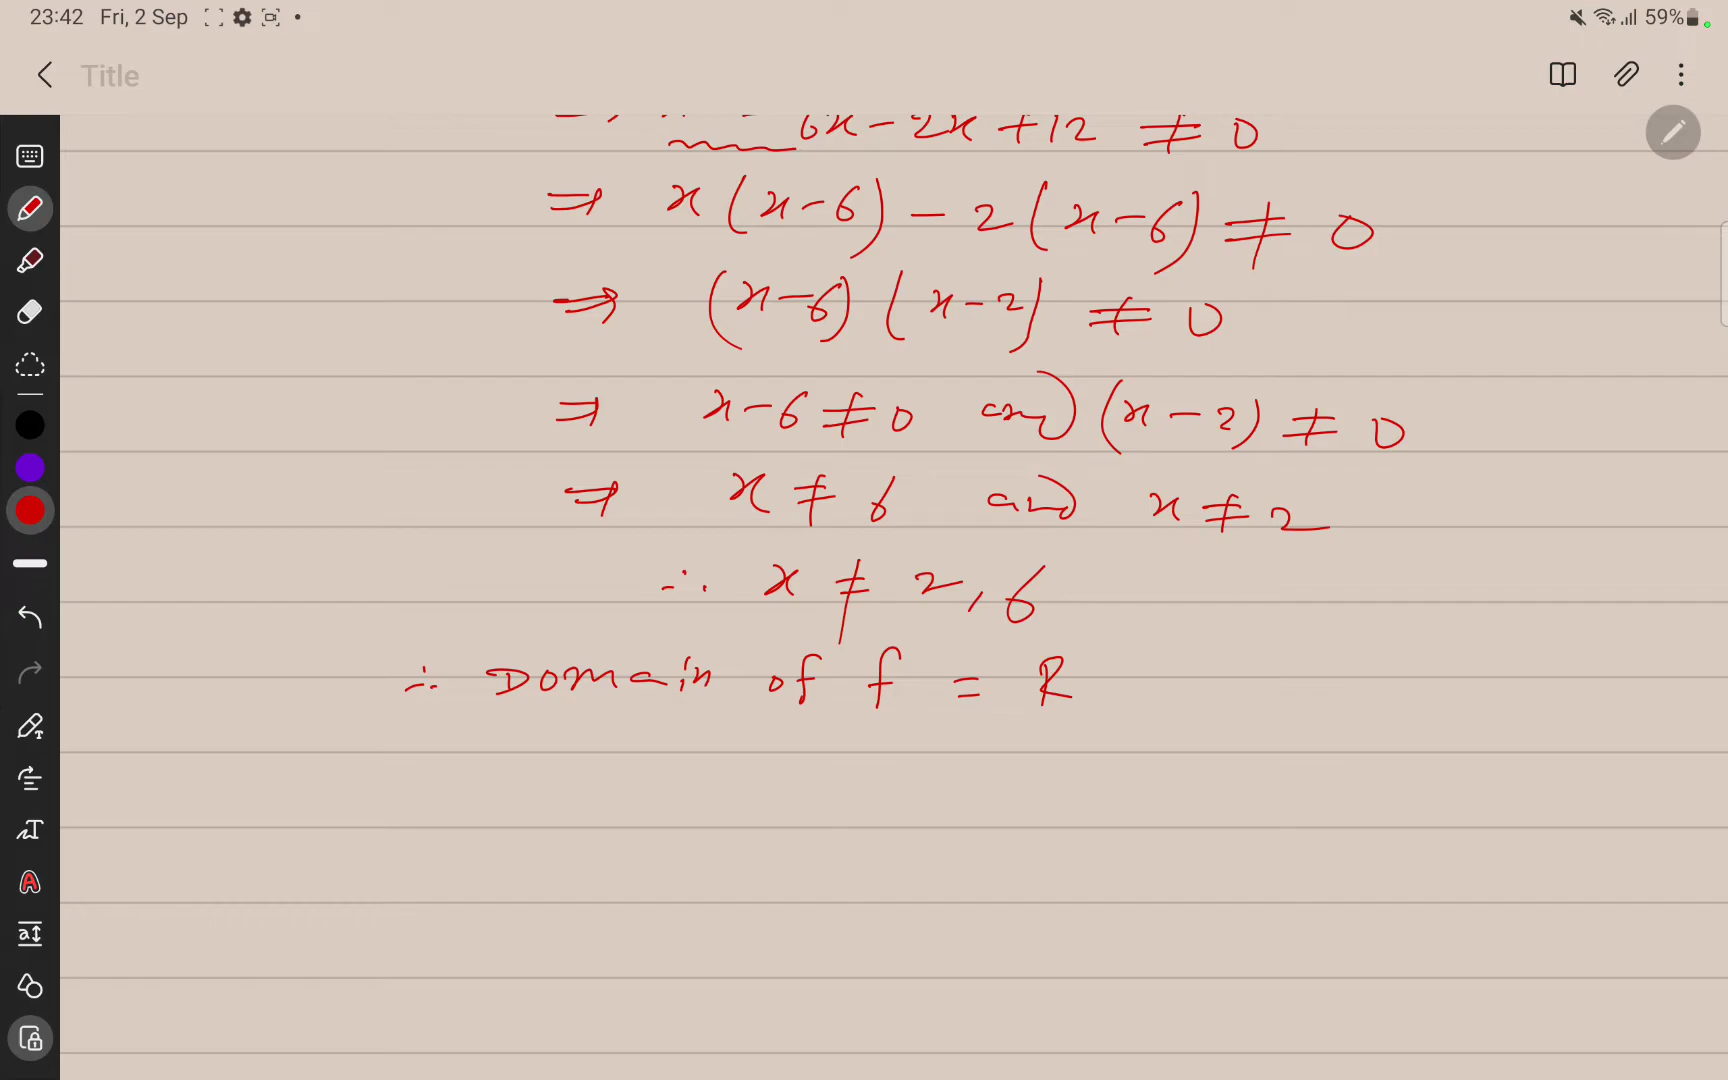 23:42 Fri, 2 Sep 59%
Title
6x - 2x + 12 ≠ 0
⇒ x(x-6) - 2(x-6) ≠ 0
⇒ (x-6)(x-2) ≠ 0
⇒ x-6 ≠ 0 and (x-2) ≠ 0
⇒ x ≠ 6 and x ≠ 2
∴ x ≠ 2, 6
∴ Domain of f = R